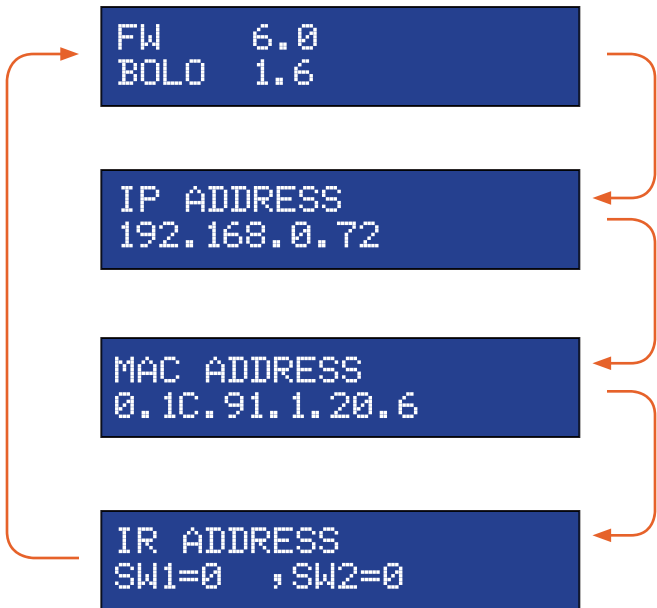 FW 6.0
BOLO 1.6
IP ADDRESS
192.168.0.72
MAC ADDRESS
0.1C.91.1.20.6
IR ADDRESS
SW1=0 ,SW2=0